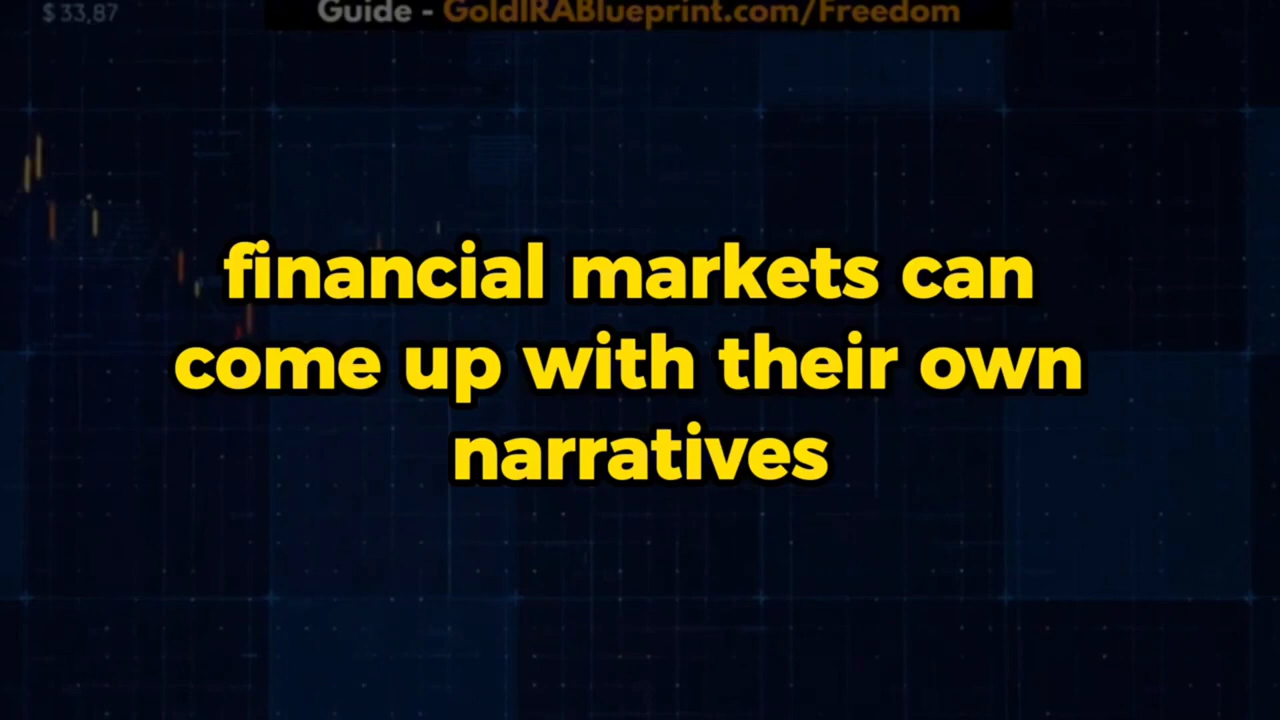 $ 33,87
Guide - GoldIRABlueprint.com/Freedom
financial markets can
come up with their own
narratives